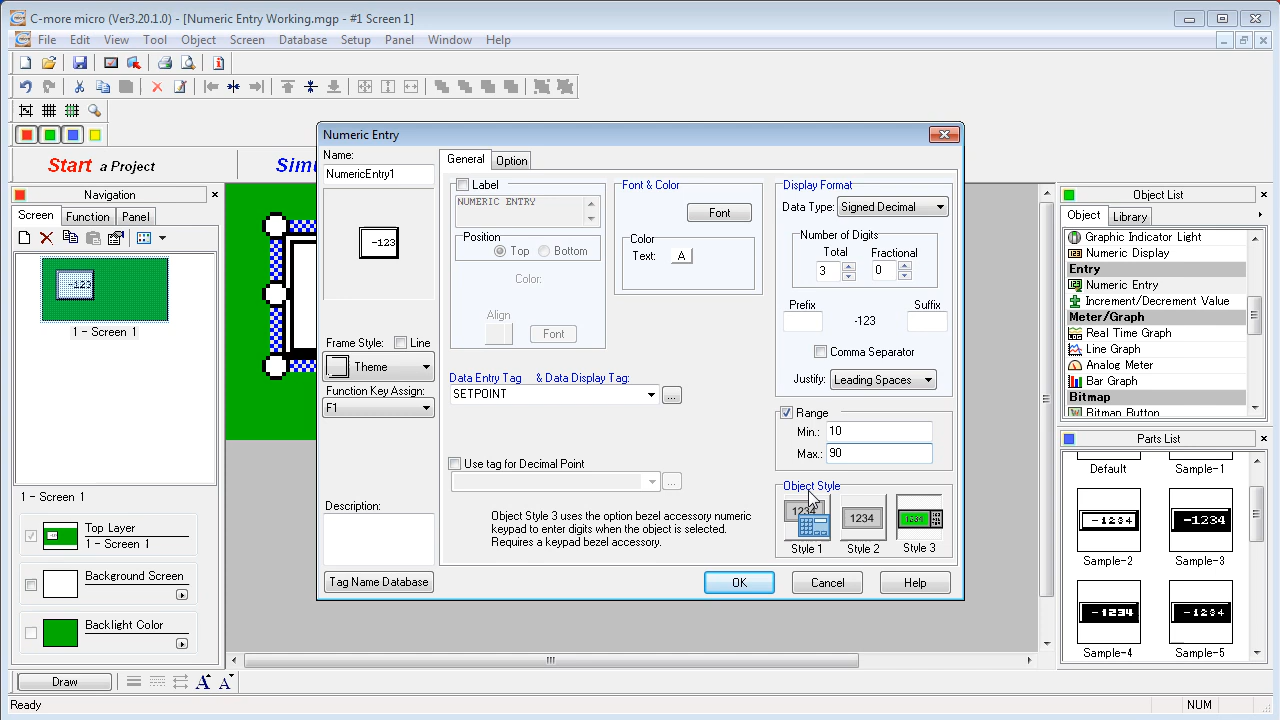 C-more micro (Ver3.20.1.0) - [Numeric Entry Working.mgp - #1 Screen 1]
File Edit View Tool Object Screen Database Setup Panel Window Help
Start a Project
Simu
Navigation
Screen Function Panel
-123
1 - Screen 1
1 - Screen 1
Top Layer
1 - Screen 1
Background Screen
Backlight Color
Draw A A
Ready
NUM
Numeric Entry
Name:
NumericEntry1
-123
Frame Style: Line
Theme
Function Key Assign:
F1
Description:
Tag Name Database
General Option
Label
NUMERIC ENTRY
Position
Top Bottom
Color:
Align
Font
Font & Color
Font
Color
Text: A
Data Entry Tag & Data Display Tag:
SETPOINT
...
Use tag for Decimal Point
...
Object Style 3 uses the option bezel accessory numeric
keypad to enter digits when the object is selected.
Requires a keypad bezel accessory.
Display Format
Data Type: Signed Decimal
Number of Digits
Total Fractional
3 0
Prefix Suffix
-123
Comma Separator
Justify: Leading Spaces
Range
Min.: 10
Max.: 90
Object Style
1234 1234 1234
Style 1 Style 2 Style 3
OK Cancel Help
Object List
Object Library
Graphic Indicator Light
Numeric Display
Entry
Numeric Entry
Increment/Decrement Value
Meter/Graph
Real Time Graph
Line Graph
Analog Meter
Bar Graph
Bitmap
Bitmap Button
Parts List
Default Sample-1
-1234 -1234
Sample-2 Sample-3
-1234 -1234
Sample-4 Sample-5